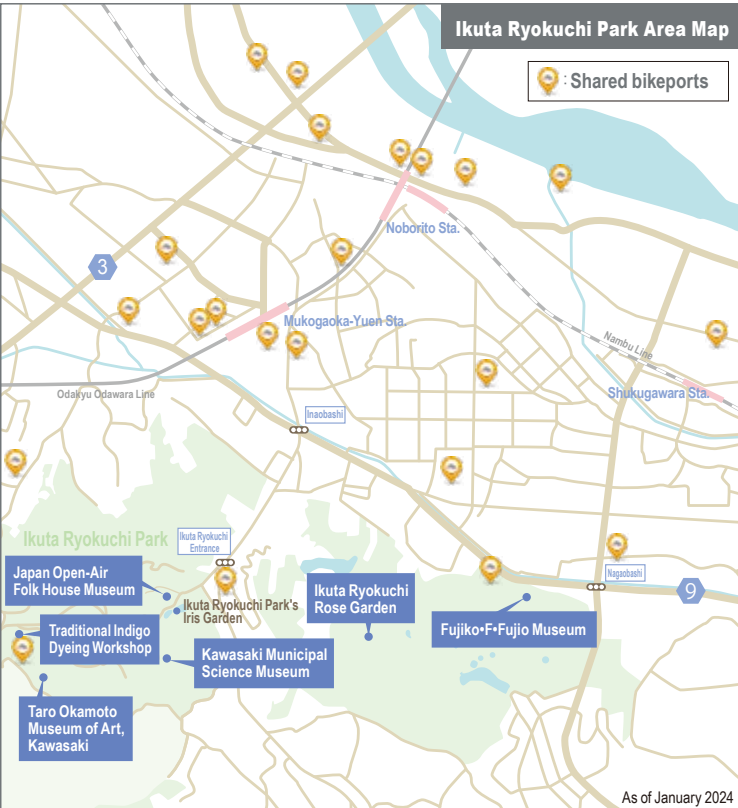 Ikuta Ryokuchi Park Area Map
: Shared bikeports
Noborito Sta.
3
Mukogaoka-Yuen Sta.
Nambu Line
Shukugawara Sta.
Odakyu Odawara Line
Inaobashi
Ikuta Ryokuchi Park
Ikuta Ryokuchi
Entrance
Nagaobashi
9
Japan Open-Air
Folk House Museum
Ikuta Ryokuchi Park's
Iris Garden
Ikuta Ryokuchi
Rose Garden
Fujiko•F•Fujio Museum
Traditional Indigo
Dyeing Workshop
Kawasaki Municipal
Science Museum
Taro Okamoto
Museum of Art,
Kawasaki
As of January 2024